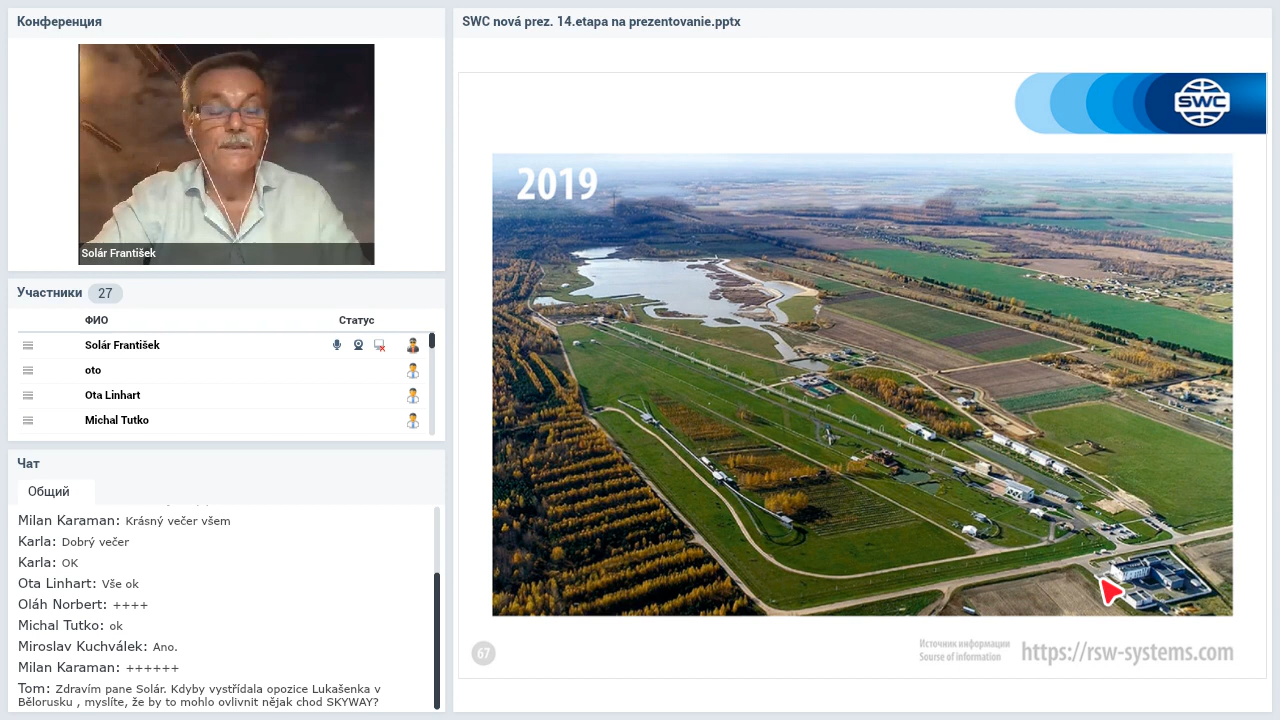 Конференция
Solár František
Участники 27
ФИО Статус
Solár František
oto
Ota Linhart
Michal Tutko
Чат
Общий
Milan Karaman: Krásný večer všem
Karla: Dobrý večer
Karla: OK
Ota Linhart: Vše ok
Oláh Norbert: ++++
Michal Tutko: ok
Miroslav Kuchválek: Ano.
Milan Karaman: ++++++
Tom: Zdravím pane Solár. Kdyby vystřídala opozice Lukašenka v
Bělorusku , myslíte, že by to mohlo ovlivnit nějak chod SKYWAY?
SWC nová prez. 14.etapa na prezentovanie.pptx
SWC
2019
67
Источник информации
Sourse of information
https://rsw-systems.com